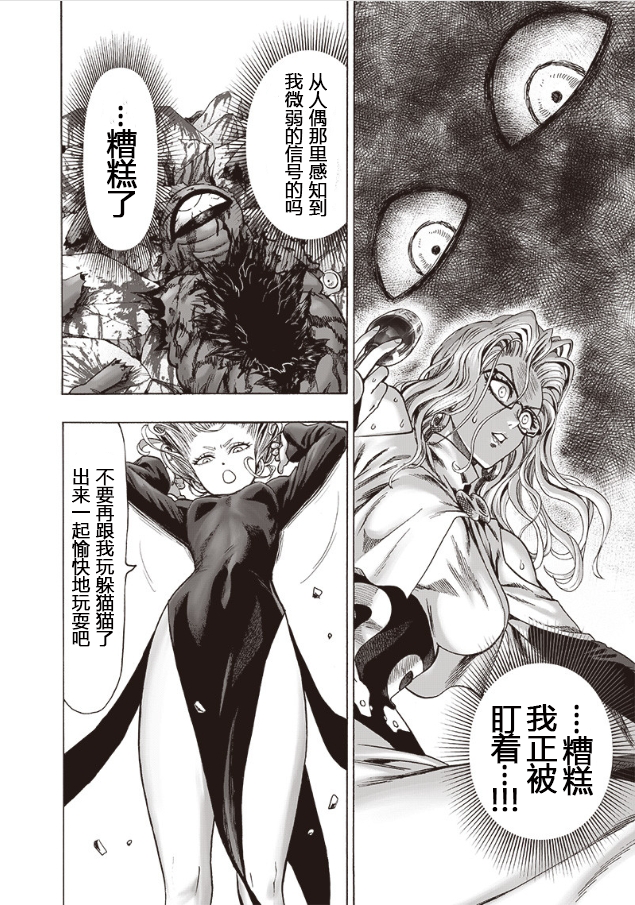 …糟糕
我正被
盯着…!!!
从人偶那里感知到
我微弱的信号的吗
…糟糕了
不要再跟我玩躲猫猫了
出来一起愉快地玩耍吧